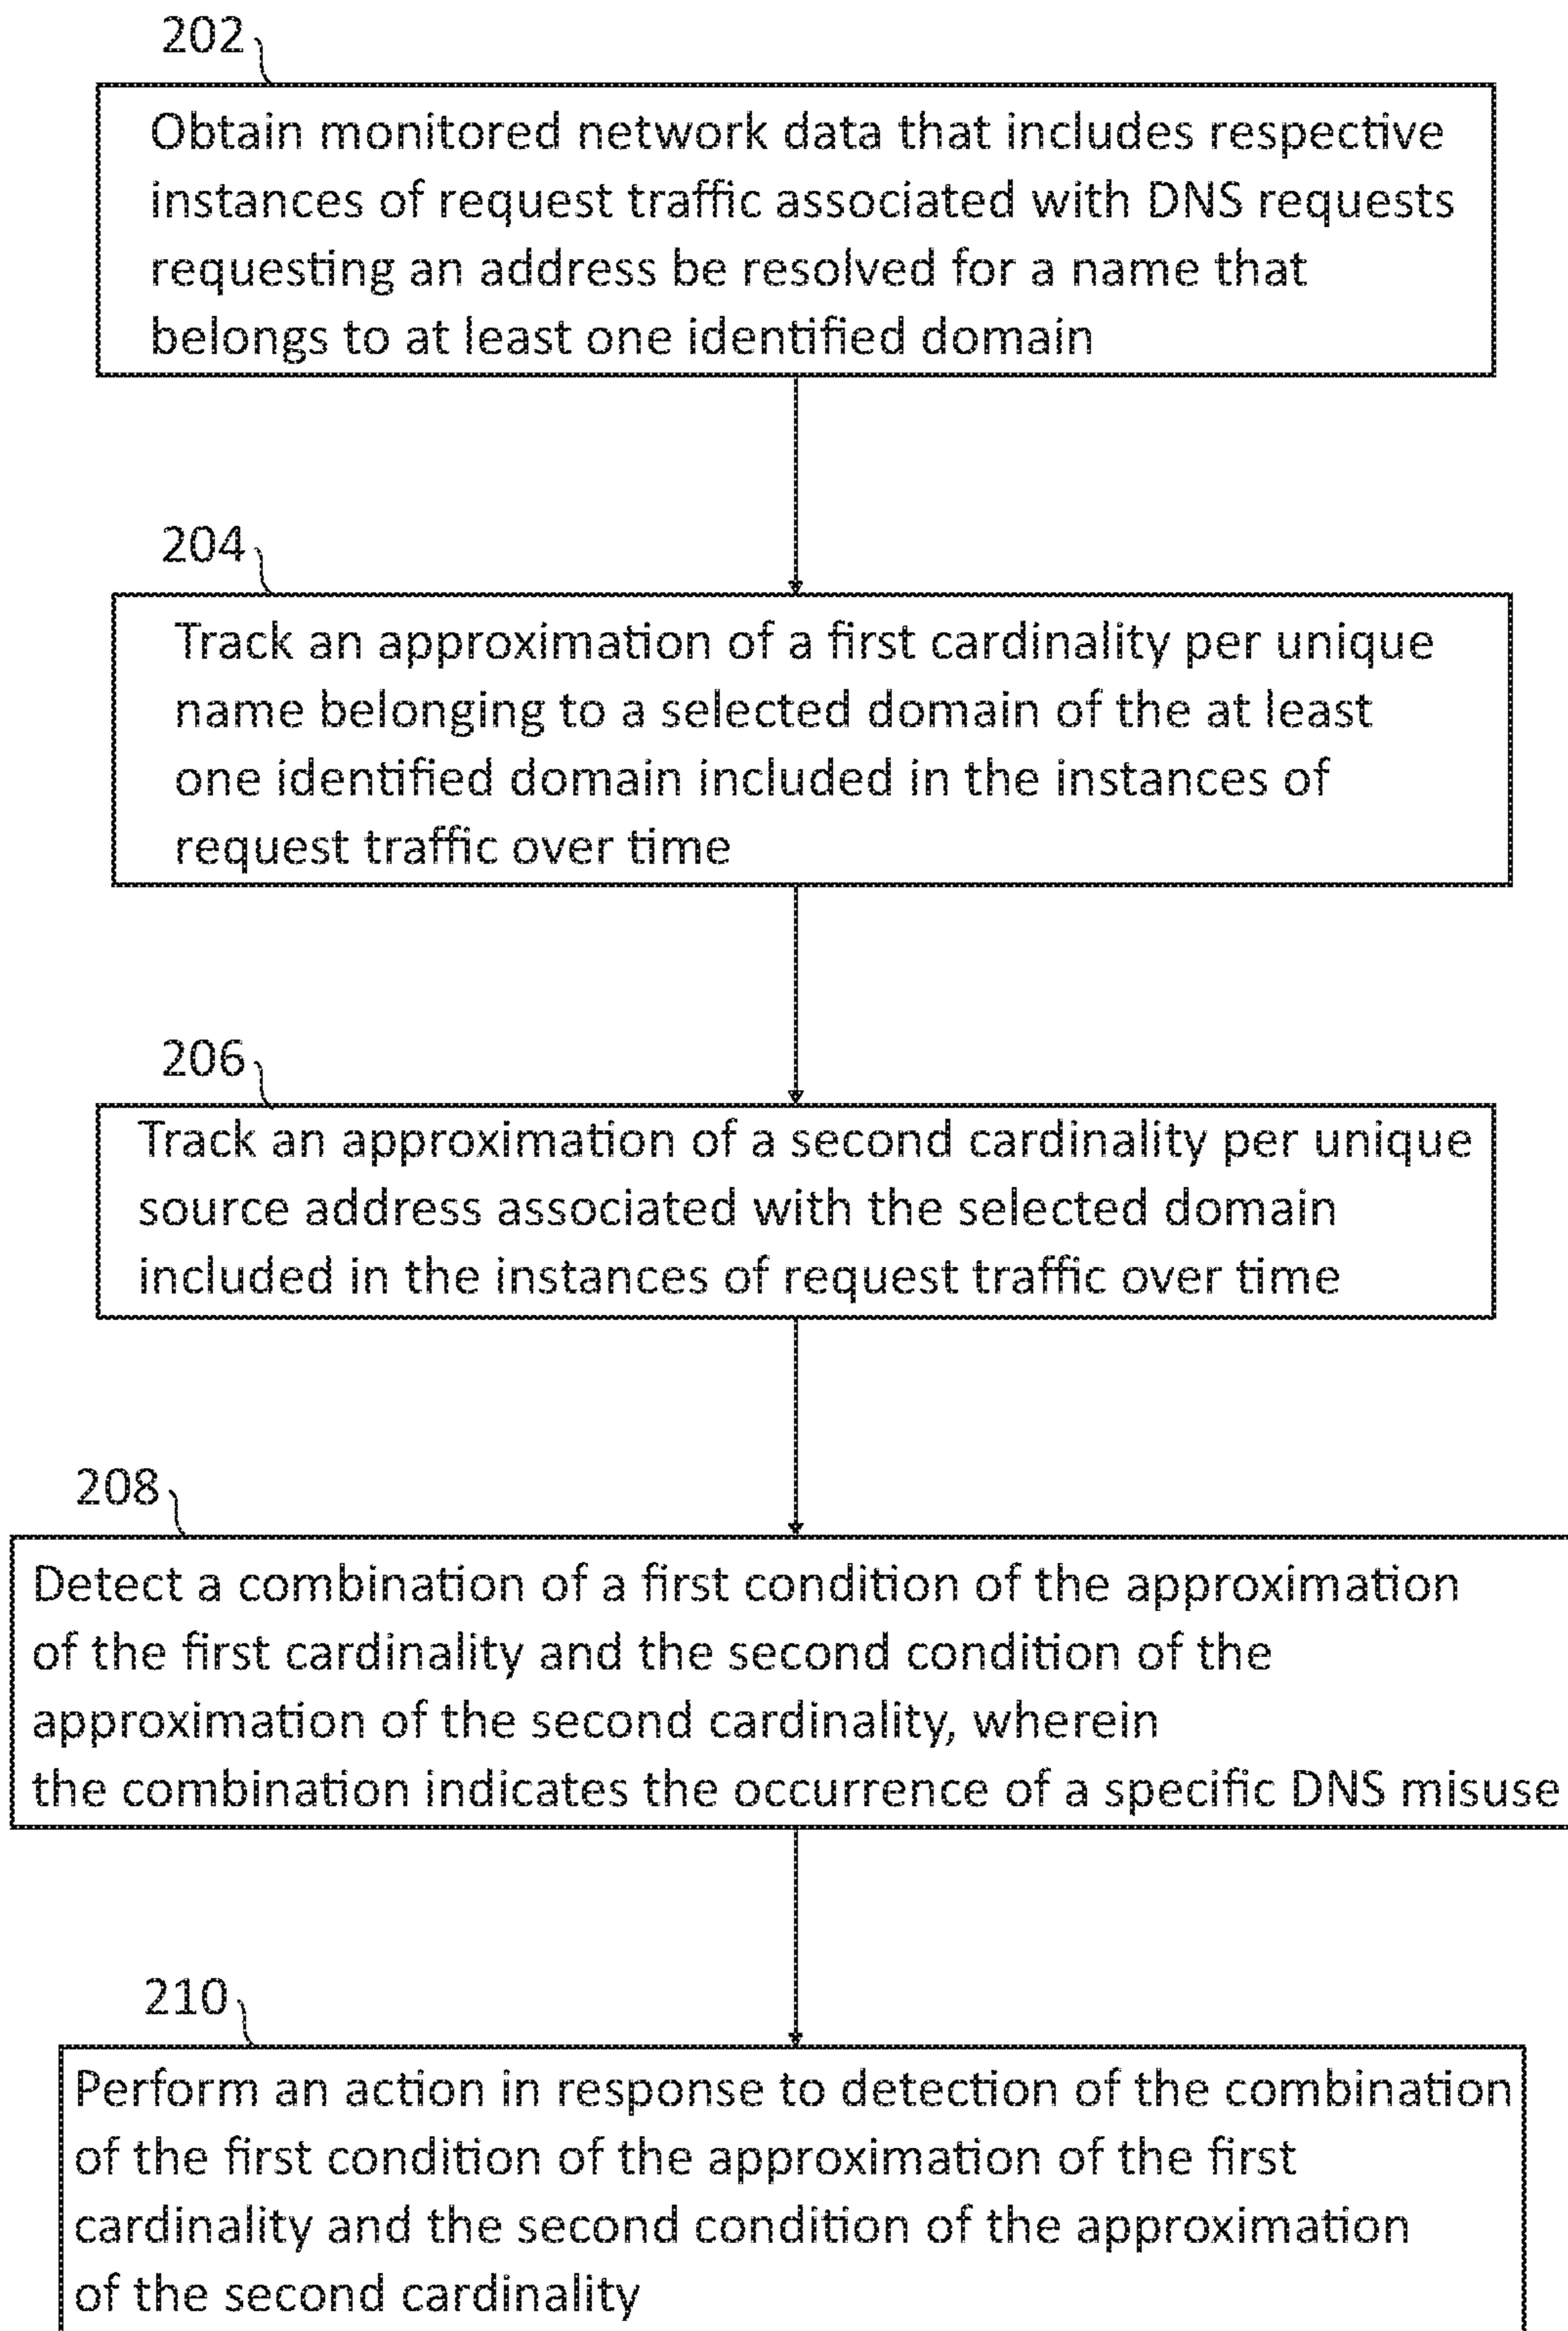 202
Obtain monitored network data that includes respective
instances of request traffic associated with DNS requests
requesting an address be resolved for a name that
belongs to at least one identified domain
204
Track an approximation of a first cardinality per unique
name belonging to a selected domain of the at least
one identified domain included in the instances of
request traffic over time
206
Track an approximation of a second cardinality per unique
source address associated with the selected domain
included in the instances of request traffic over time
208
Detect a combination of a first condition of the approximation
of the first cardinality and the second condition of the
approximation of the second cardinality, wherein
the combination indicates the occurrence of a specific DNS misuse
210
Perform an action in response to detection of the combination
of the first condition of the approximation of the first
cardinality and the second condition of the approximation
of the second cardinality